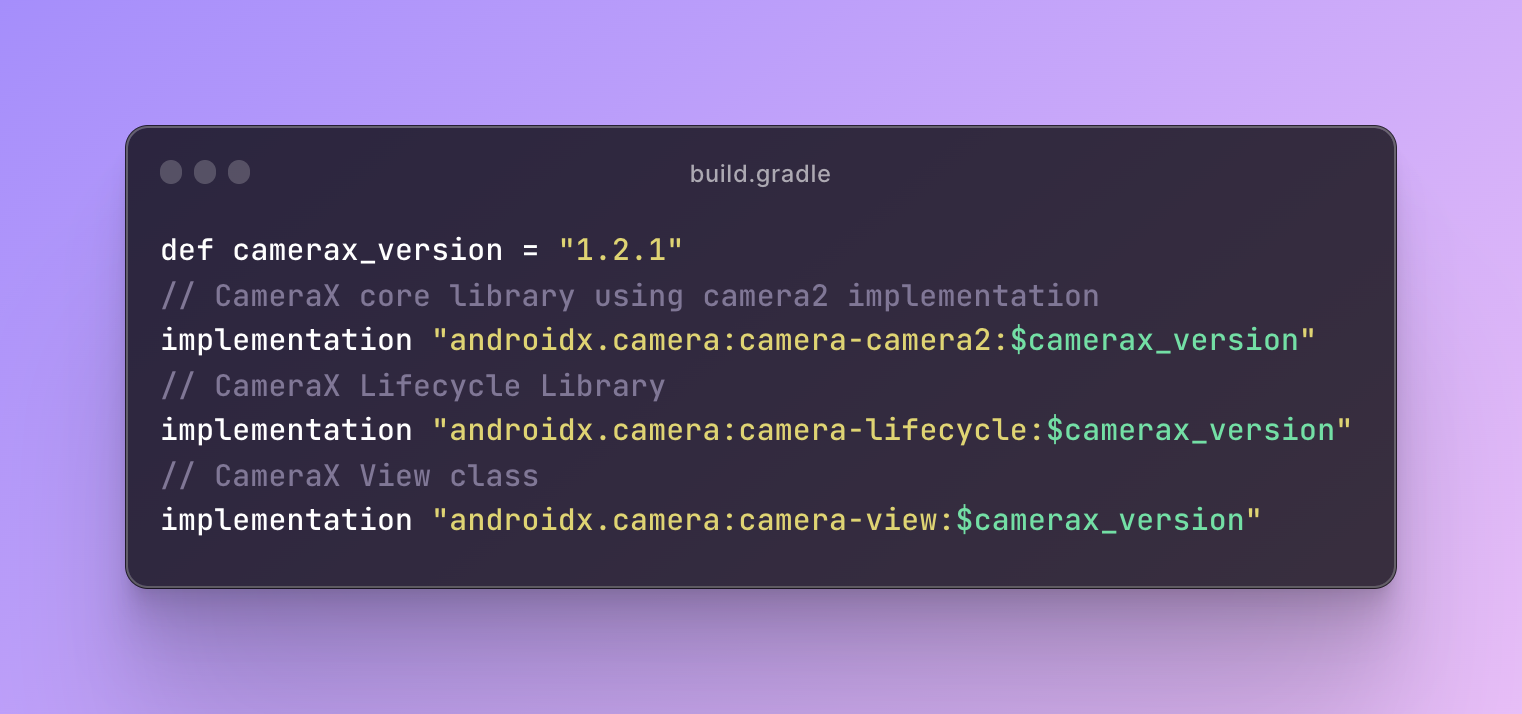 build.gradle
def camerax_version = "1.2.1"
// CameraX core library using camera2 implementation
implementation "androidx.camera:camera-camera2:$camerax_version"
// CameraX Lifecycle Library
implementation "androidx.camera:camera-lifecycle:$camerax_version"
// CameraX View class
implementation "androidx.camera:camera-view:$camerax_version"